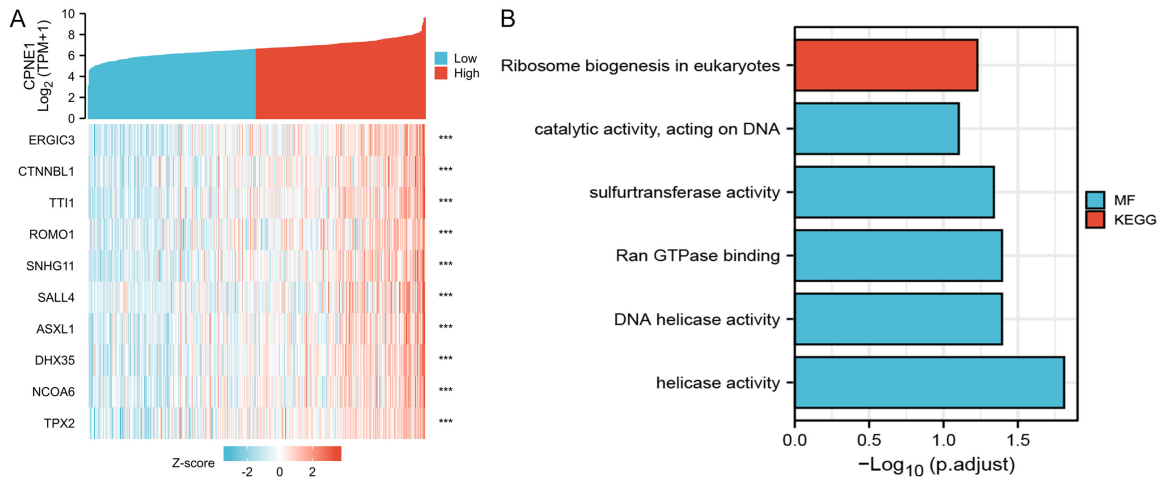 A
CPNE1
Log2 (TPM+1)
10
8
6
4
2
0
Low
High
ERGIC3 ***
CTNNBL1 ***
TTI1 ***
ROMO1 ***
SNHG11 ***
SALL4 ***
ASXL1 ***
DHX35 ***
NCOA6 ***
TPX2 ***
Z-score
-2 0 2
B
Ribosome biogenesis in eukaryotes
catalytic activity, acting on DNA
sulfurtransferase activity
Ran GTPase binding
DNA helicase activity
helicase activity
0.0 0.5 1.0 1.5
−Log10 (p.adjust)
MF
KEGG